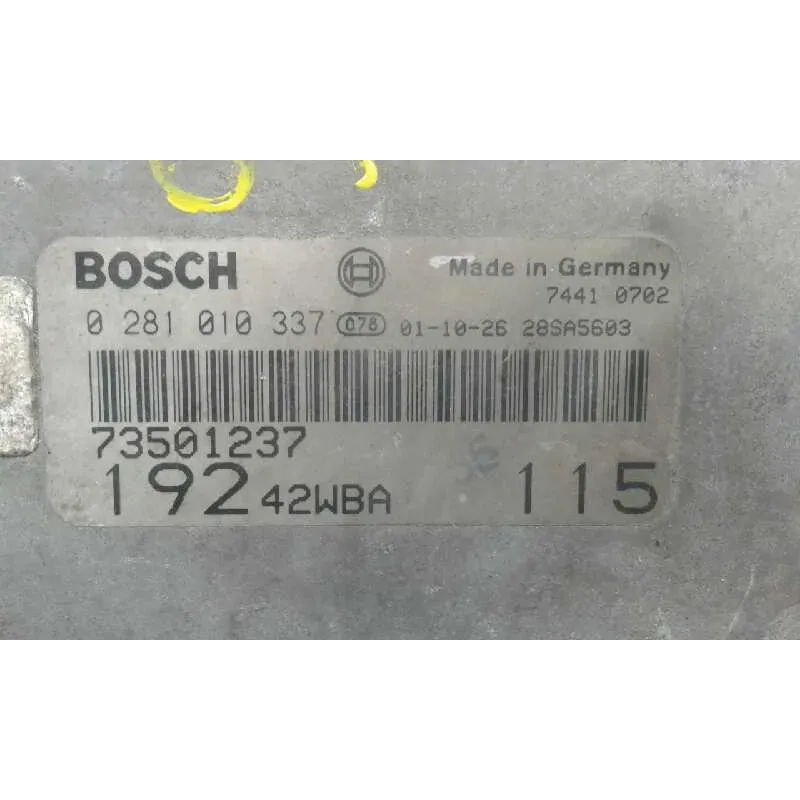 BOSCH Made in Germany
7441 0702
0 281 010 337 078 01-10-26 28SA5603
73501237
192 42WBA 115